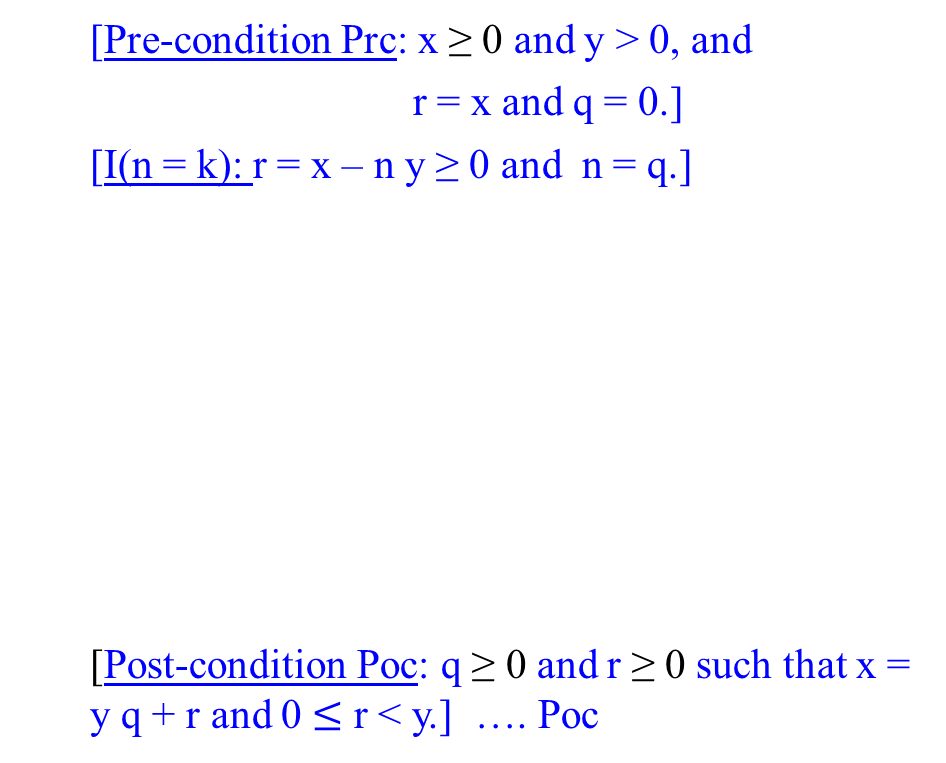 [Pre-condition Prc: x ≥ 0 and y > 0, and
r = x and q = 0.]
[I(n = k): r = x – n y ≥ 0 and n = q.]
[Post-condition Poc: q ≥ 0 and r ≥ 0 such that x =
y q + r and 0 ≤ r < y.] …. Poc